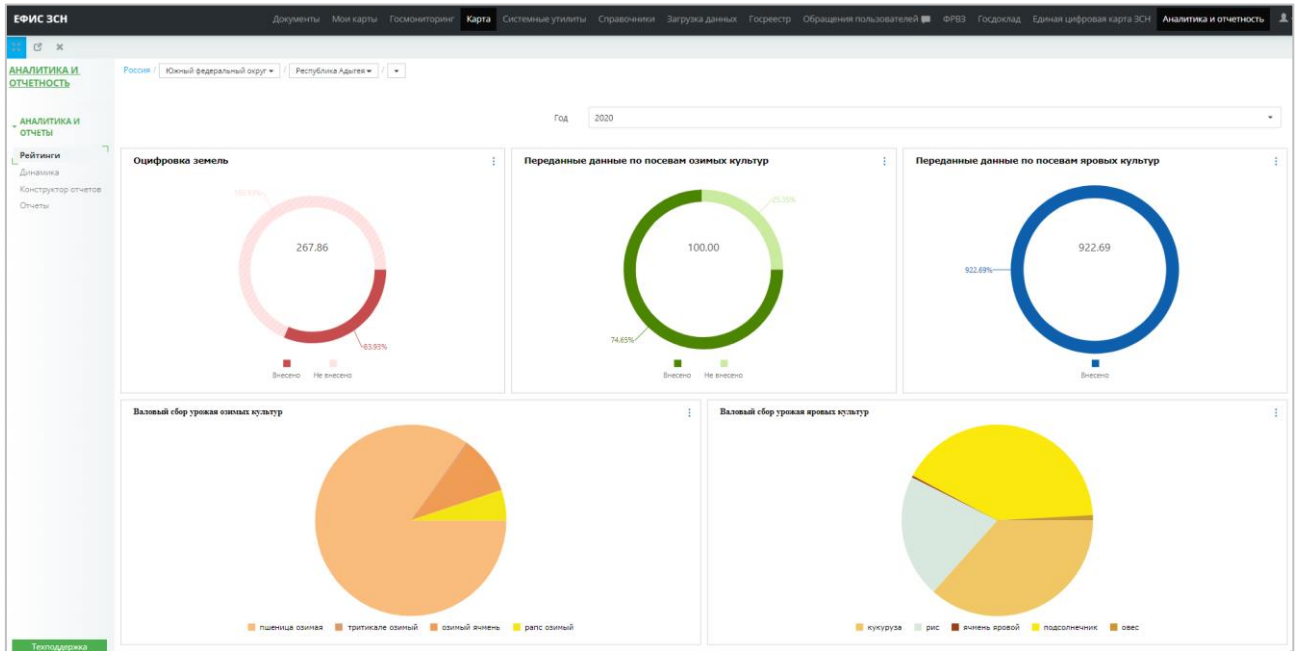 ЕФИС ЗСН
Документы Мои карты Госмониторинг Карта Системные утилиты Справочники Загрузка данных Госреестр Обращения пользователей ФРВЗ Госдоклад Единая цифровая карта ЗСН Аналитика и отчетность
АНАЛИТИКА И
ОТЧЕТНОСТЬ
Россия / Южный федеральный округ / Республика Адыгея /
АНАЛИТИКА И
ОТЧЕТЫ
Рейтинги
Динамика
Конструктор отчетов
Отчеты
Год 2020
Оцифровка земель
267.86
63.93%
Внесено Не внесено
Переданные данные по посевам озимых культур
25.35%
100.00
74.65%
Внесено Не внесено
Переданные данные по посевам яровых культур
922.69
922.69%
Внесено
Валовый сбор урожая озимых культур
пшеница озимая тритикале озимый озимый ячмень рапс озимый
Валовый сбор урожая яровых культур
кукуруза рис ячмень яровой подсолнечник овес
Техподдержка